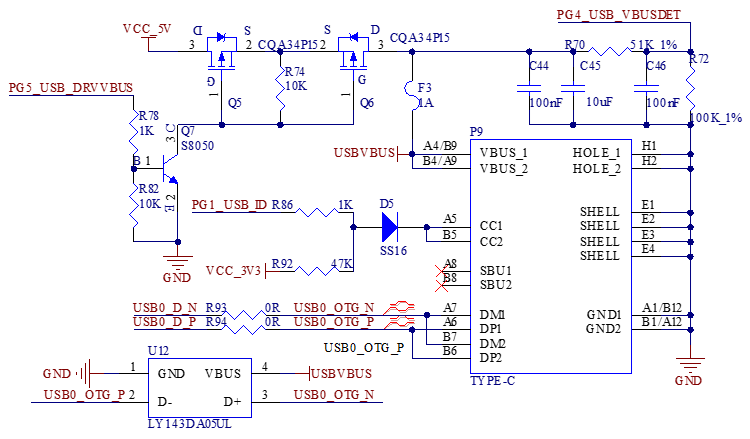 PG4_USB_VBUSDET
VCC_5V
D S S D
3 2 CQA34P15 2 3 CQA34P15
G G
1 1
Q5 Q6
R74
10K
R70 51K_1%
R72
100K_1%
C44 C45 C46
100nF 10uF 100nF
F3
1A
PG5_USB_DRVVBUS
R78
1K
Q7
S8050
3 C
B 1
E 2
R82
10K
GND
P9
USBVBUS
A4/B9 VBUS_1 HOLE_1 H1
B4/A9 VBUS_2 HOLE_2 H2
PG1_USB_ID R86 1K
D5
SS16
VCC_3V3 R92 47K
A5 CC1 SHELL E1
B5 CC2 SHELL E2
SHELL E3
SHELL E4
A8 SBU1
B8 SBU2
USB0_D_N R93 0R USB0_OTG_N A7 DM1 GND1 A1/B12
USB0_D_P R94 0R USB0_OTG_P A6 DP1 GND2 B1/A12
B7 DM2
USB0_OTG_P B6 DP2
TYPE-C
GND
U12
GND 1 GND VBUS 4 USBVBUS
USB0_OTG_P 2 D- D+ 3 USB0_OTG_N
LY143DA05UL